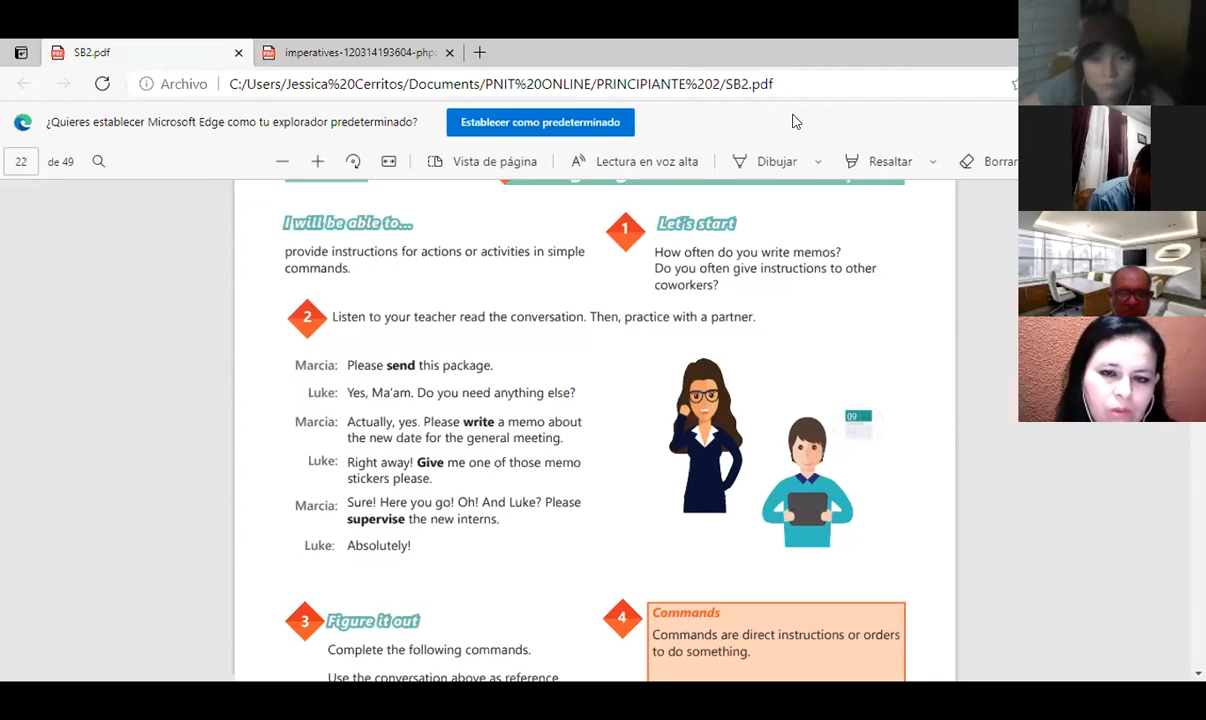 SB2.pdf
imperatives-120314193604-php
Archivo
C:/Users/Jessica%20Cerritos/Documents/PNIT%20ONLINE/PRINCIPIANTE%202/SB2.pdf
¿Quieres establecer Microsoft Edge como tu explorador predeterminado?
Establecer como predeterminado
22 de 49
Vista de página
Lectura en voz alta
Dibujar
Resaltar
Borrar
I will be able to...
provide instructions for actions or activities in simple
commands.
1 Let's start
How often do you write memos?
Do you often give instructions to other
coworkers?
2 Listen to your teacher read the conversation. Then, practice with a partner.
Marcia: Please send this package.
Luke: Yes, Ma'am. Do you need anything else?
Marcia: Actually, yes. Please write a memo about
the new date for the general meeting.
Luke: Right away! Give me one of those memo
stickers please.
Marcia: Sure! Here you go! Oh! And Luke? Please
supervise the new interns.
Luke: Absolutely!
09
3 Figure it out
Complete the following commands.
Use the conversation above as reference
4 Commands
Commands are direct instructions or orders
to do something.